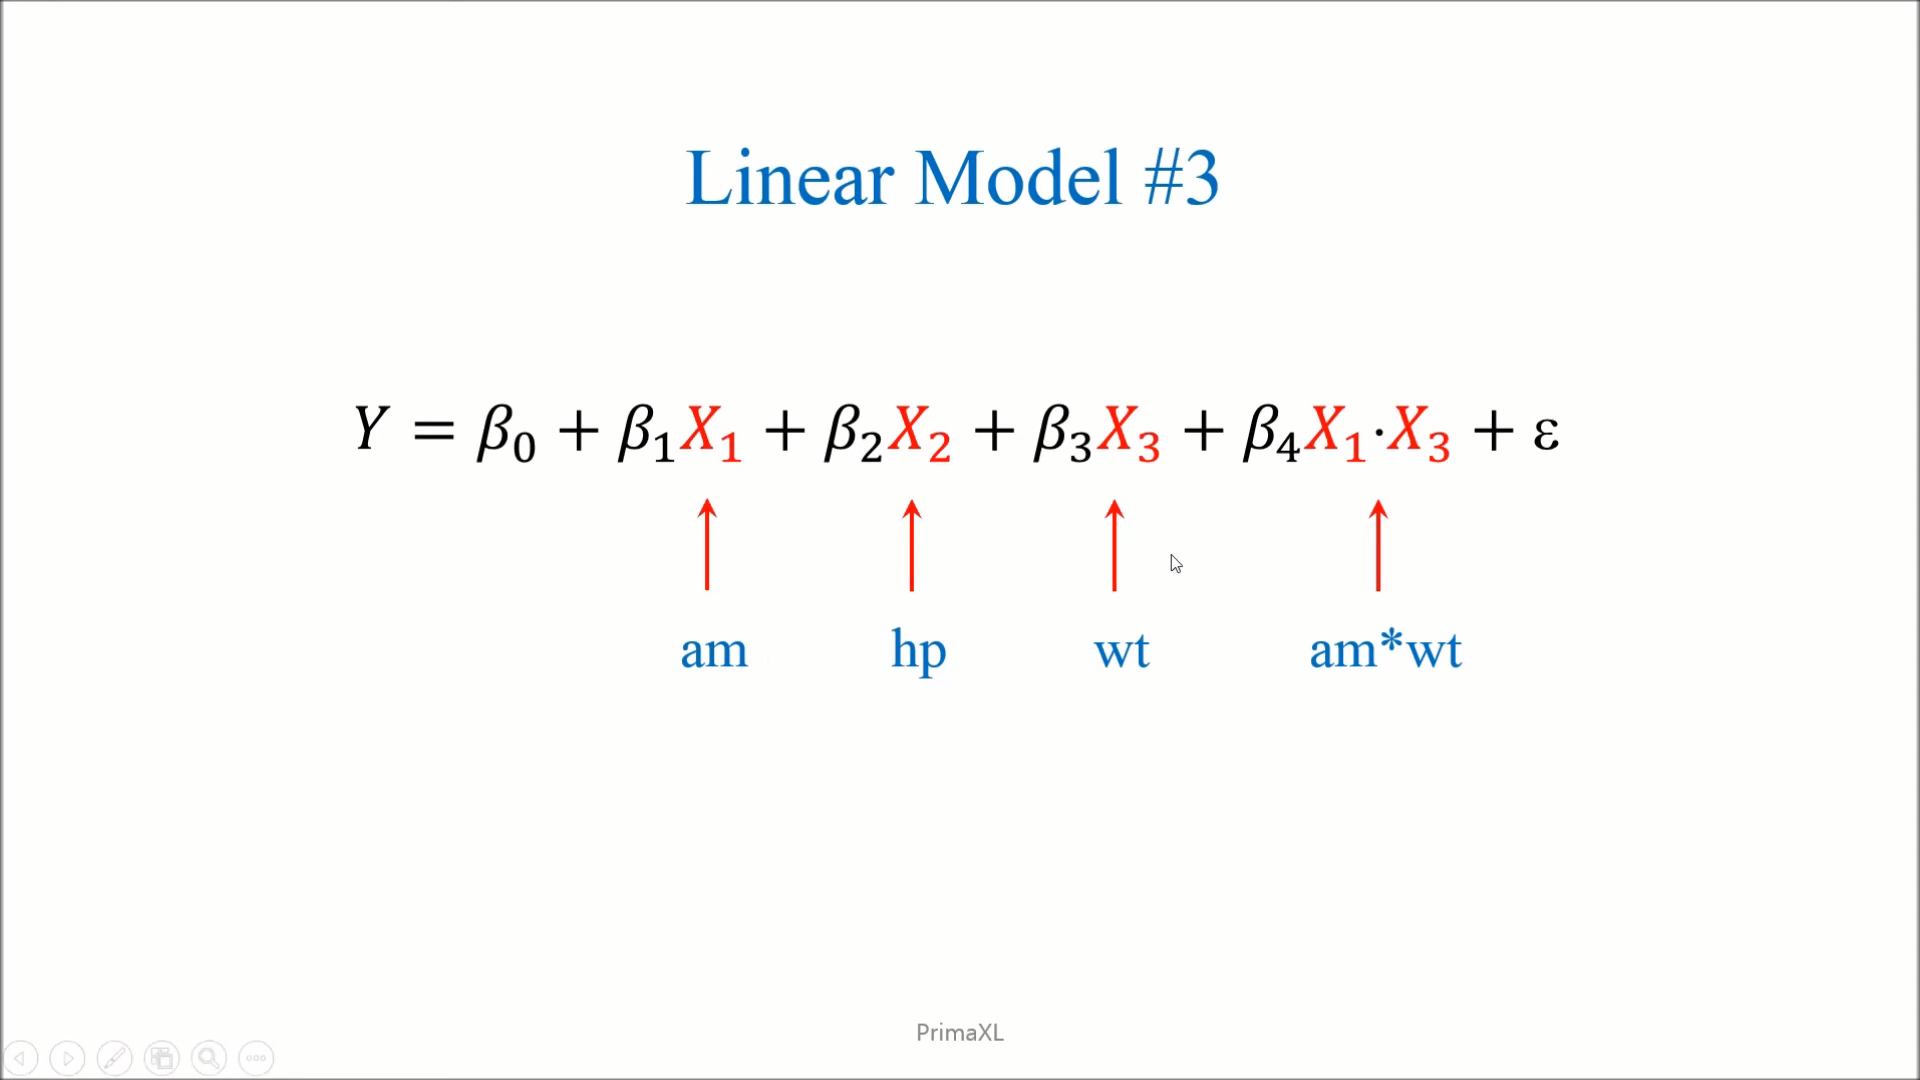 Linear Model #3
Y = β₀ + β₁X₁ + β₂X₂ + β₃X₃ + β₄X₁·X₃ + ε
am hp wt am*wt
PrimaXL